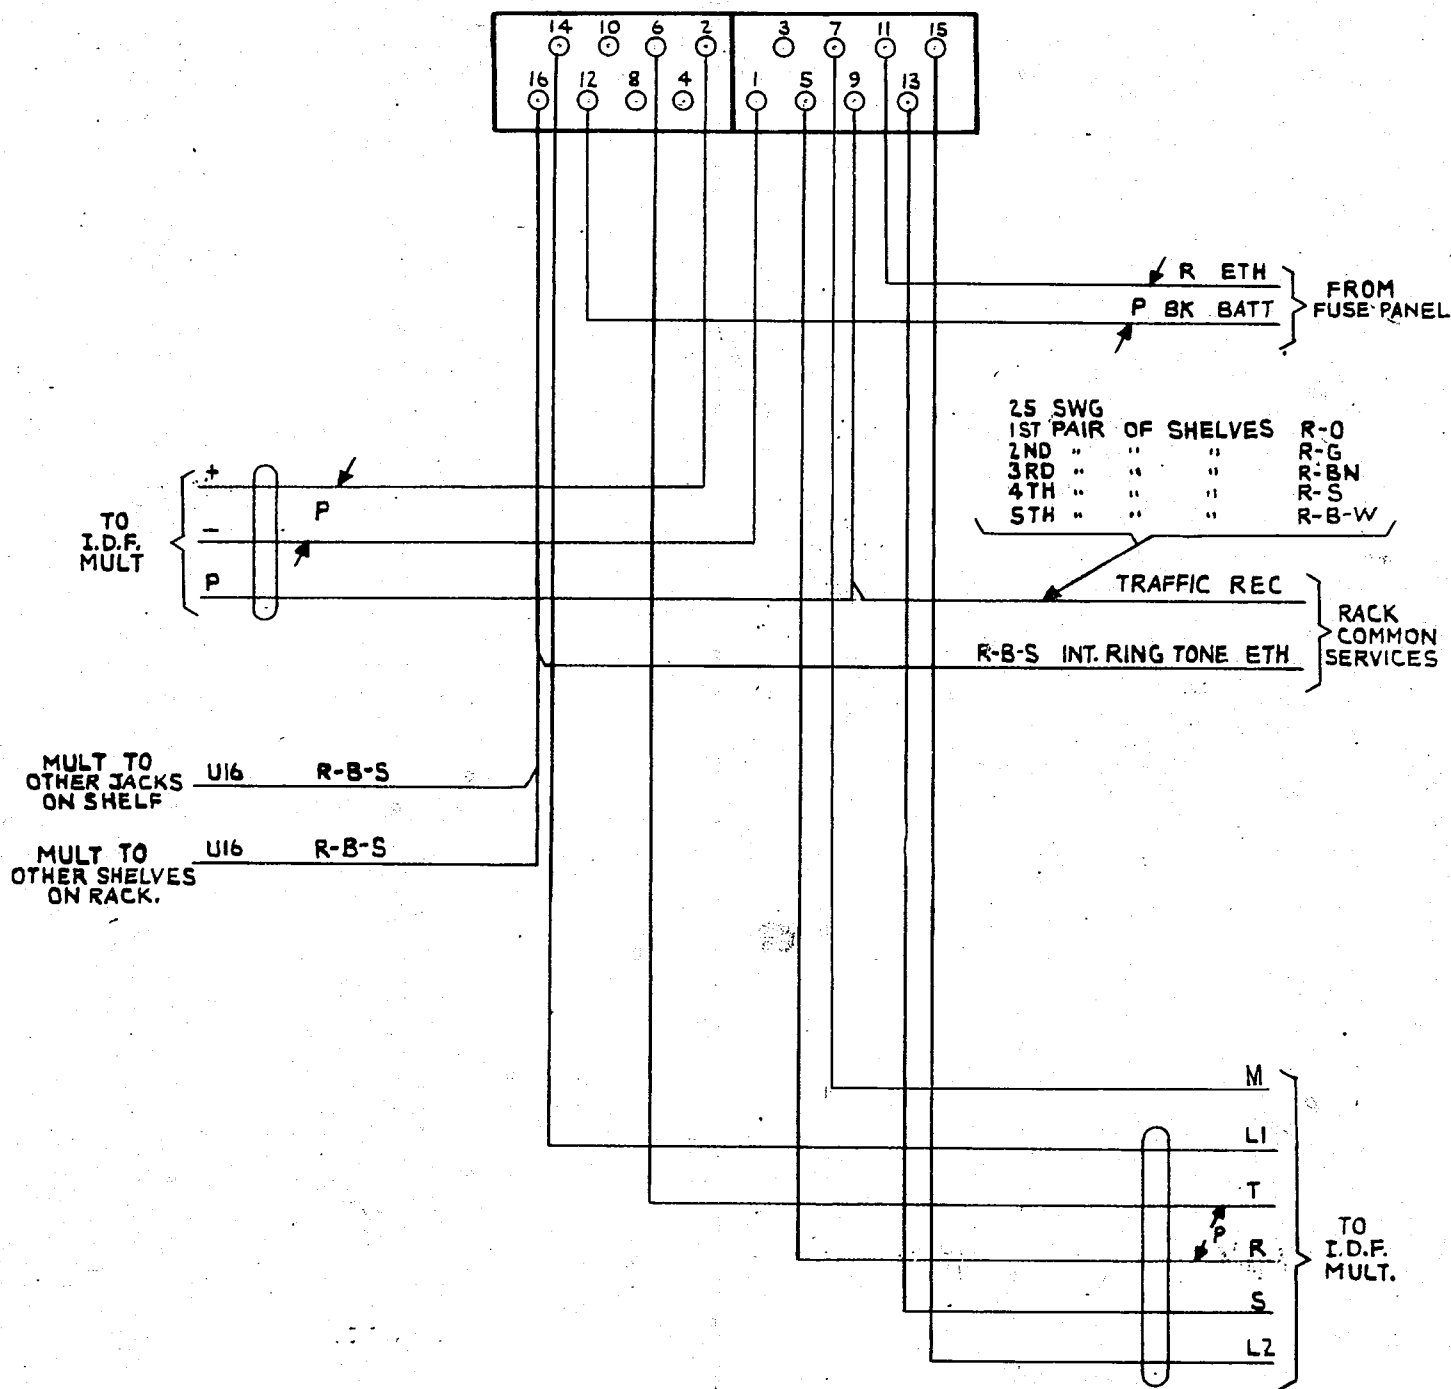 14 10 6 2 3 7 11 15
16 12 8 4 1 5 9 13
R ETH
P BK BATT
FROM
FUSE PANEL
25 SWG
1ST PAIR OF SHELVES R-O
2ND " " " R-G
3RD " " " R-BN
4TH " " " R-S
5TH " " " R-B-W
+
P
-
P
TO
I.D.F.
MULT
TRAFFIC REC
R-B-S INT. RING TONE ETH
RACK
COMMON
SERVICES
MULT TO
OTHER JACKS
ON SHELF
U16 R-B-S
MULT TO
OTHER SHELVES
ON RACK.
U16 R-B-S
M
L1
T
P
R
S
L2
TO
I.D.F.
MULT.